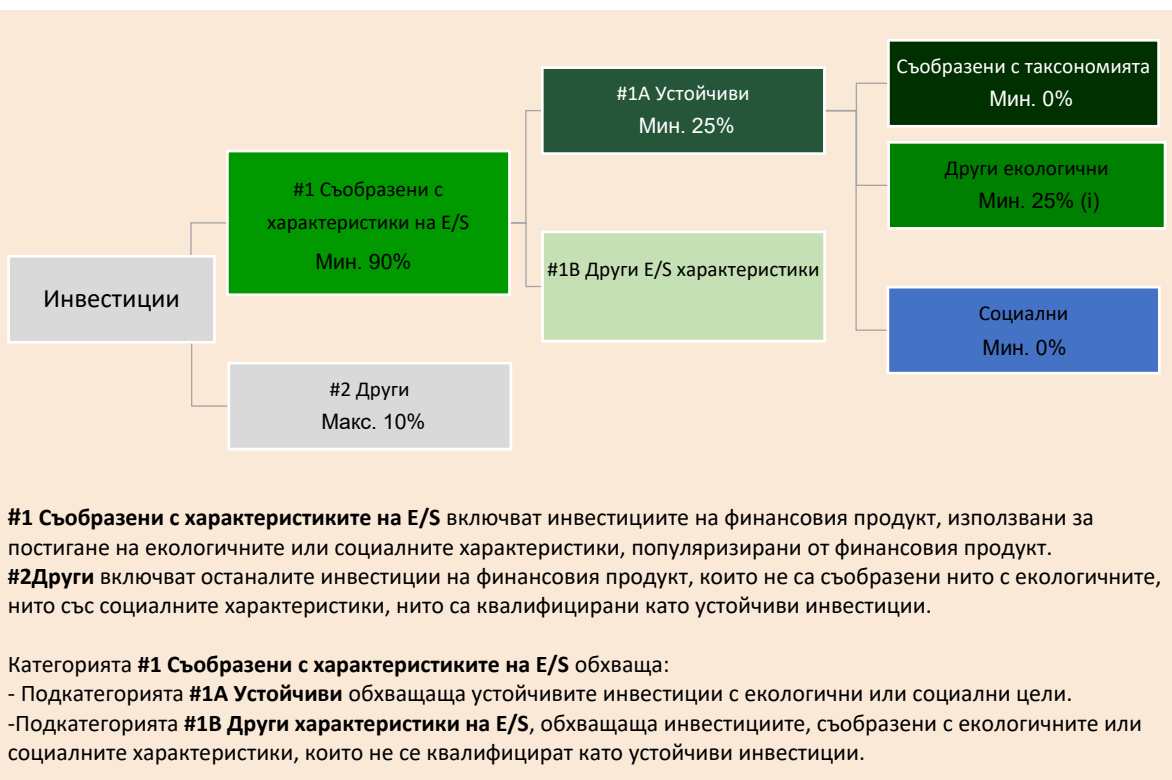 Инвестиции
#1 Съобразени с
характеристики на E/S
Мин. 90%
#2 Други
Макс. 10%
#1A Устойчиви
Мин. 25%
#1B Други E/S характеристики
Съобразени с таксономията
Мин. 0%
Други екологични
Мин. 25% (i)
Социални
Мин. 0%
#1 Съобразени с характеристиките на E/S включват инвестициите на финансовия продукт, използвани за
постигане на екологичните или социалните характеристики, популяризирани от финансовия продукт.
#2Други включват останалите инвестиции на финансовия продукт, които не са съобразени нито с екологичните,
нито със социалните характеристики, нито са квалифицирани като устойчиви инвестиции.
Категорията #1 Съобразени с характеристиките на E/S обхваща:
- Подкатегорията #1A Устойчиви обхващаща устойчивите инвестиции с екологични или социални цели.
-Подкатегорията #1B Други характеристики на E/S, обхващаща инвестициите, съобразени с екологичните или
социалните характеристики, които не се квалифицират като устойчиви инвестиции.